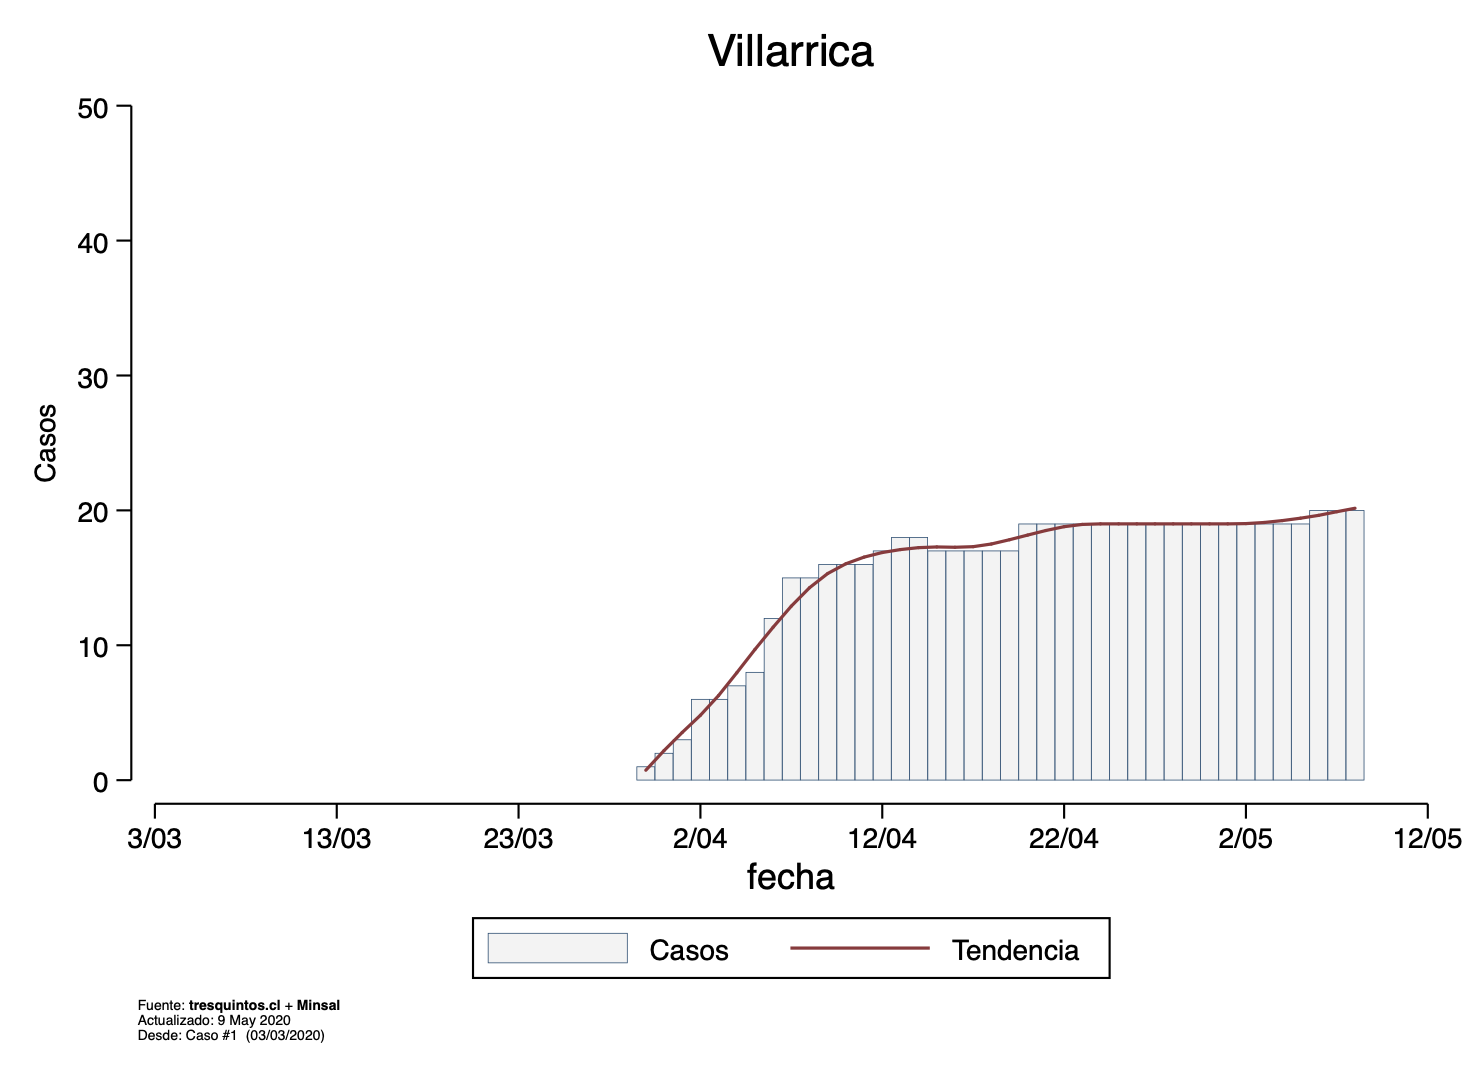 Villarrica
50
40
30
20
10
0
Casos
3/03 13/03 23/03 2/04 12/04 22/04 2/05 12/05
fecha
Casos Tendencia
Fuente: tresquintos.cl + Minsal
Actualizado: 9 May 2020
Desde: Caso #1 (03/03/2020)